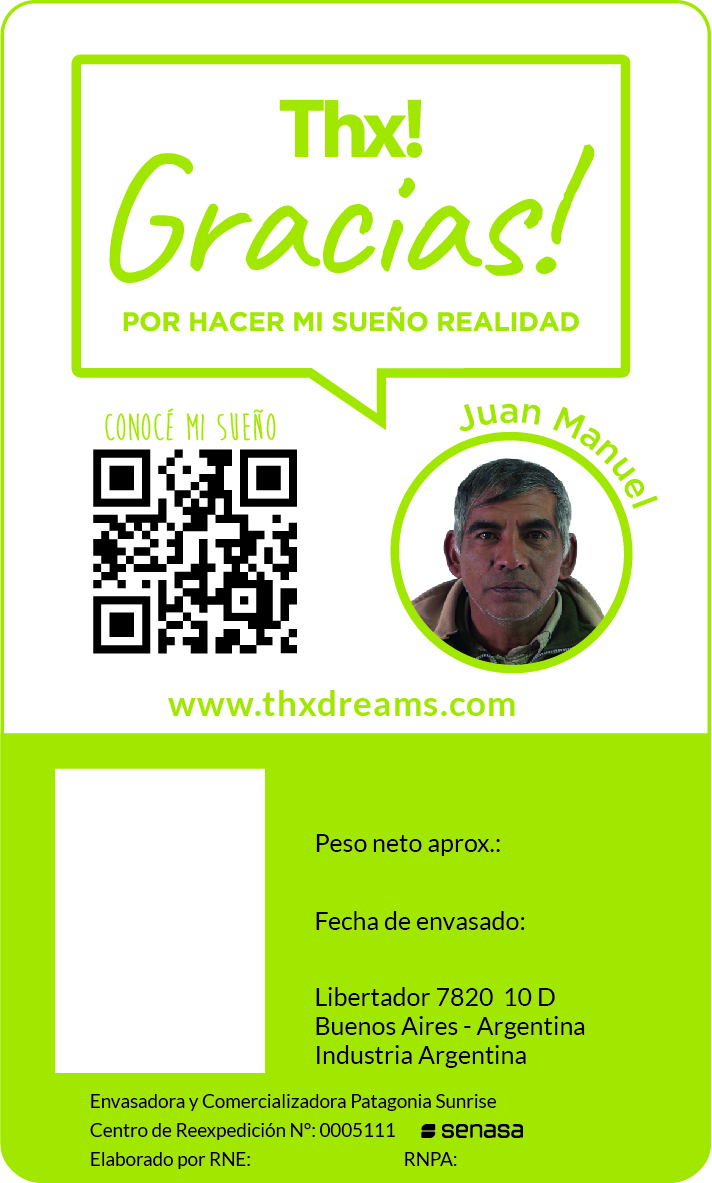 Thx!
Gracias!
POR HACER MI SUEÑO REALIDAD
CONOCÉ MI SUEÑO
Juan Manuel
www.thxdreams.com
Peso neto aprox.:
Fecha de envasado:
Libertador 7820 10 D
Buenos Aires - Argentina
Industria Argentina
Envasadora y Comercializadora Patagonia Sunrise
Centro de Reexpedición N°: 0005111 senasa
Elaborado por RNE: RNPA: